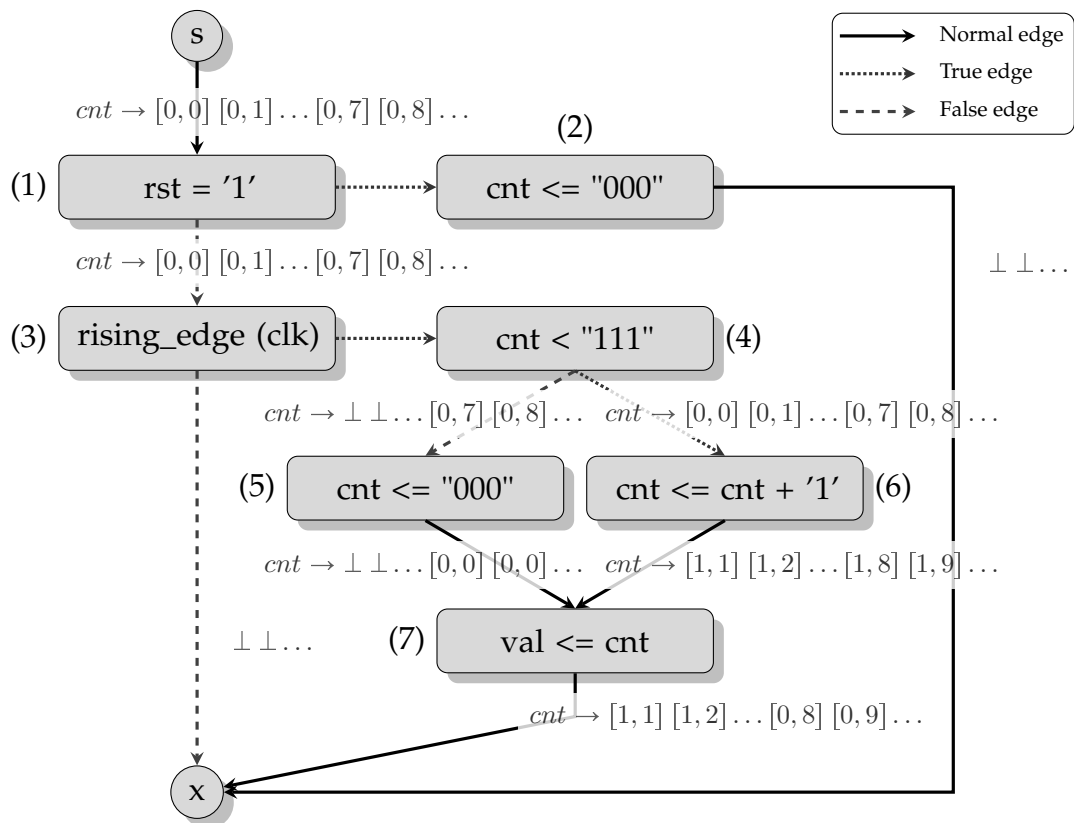 s
Normal edge
True edge
False edge
cnt → [0, 0] [0, 1] … [0, 7] [0, 8] …
(2)
(1)
rst = '1'
cnt <= "000"
cnt → [0, 0] [0, 1] … [0, 7] [0, 8] …
⊥ ⊥ …
(3)
rising_edge (clk)
cnt < "111"
(4)
cnt → ⊥ ⊥ … [0, 7] [0, 8] …
cnt → [0, 0] [0, 1] … [0, 7] [0, 8] …
(5)
cnt <= "000"
cnt <= cnt + '1'
(6)
cnt → ⊥ ⊥ … [0, 0] [0, 0] …
cnt → [1, 1] [1, 2] … [1, 8] [1, 9] …
⊥ ⊥ …
(7)
val <= cnt
cnt → [1, 1] [1, 2] … [0, 8] [0, 9] …
x